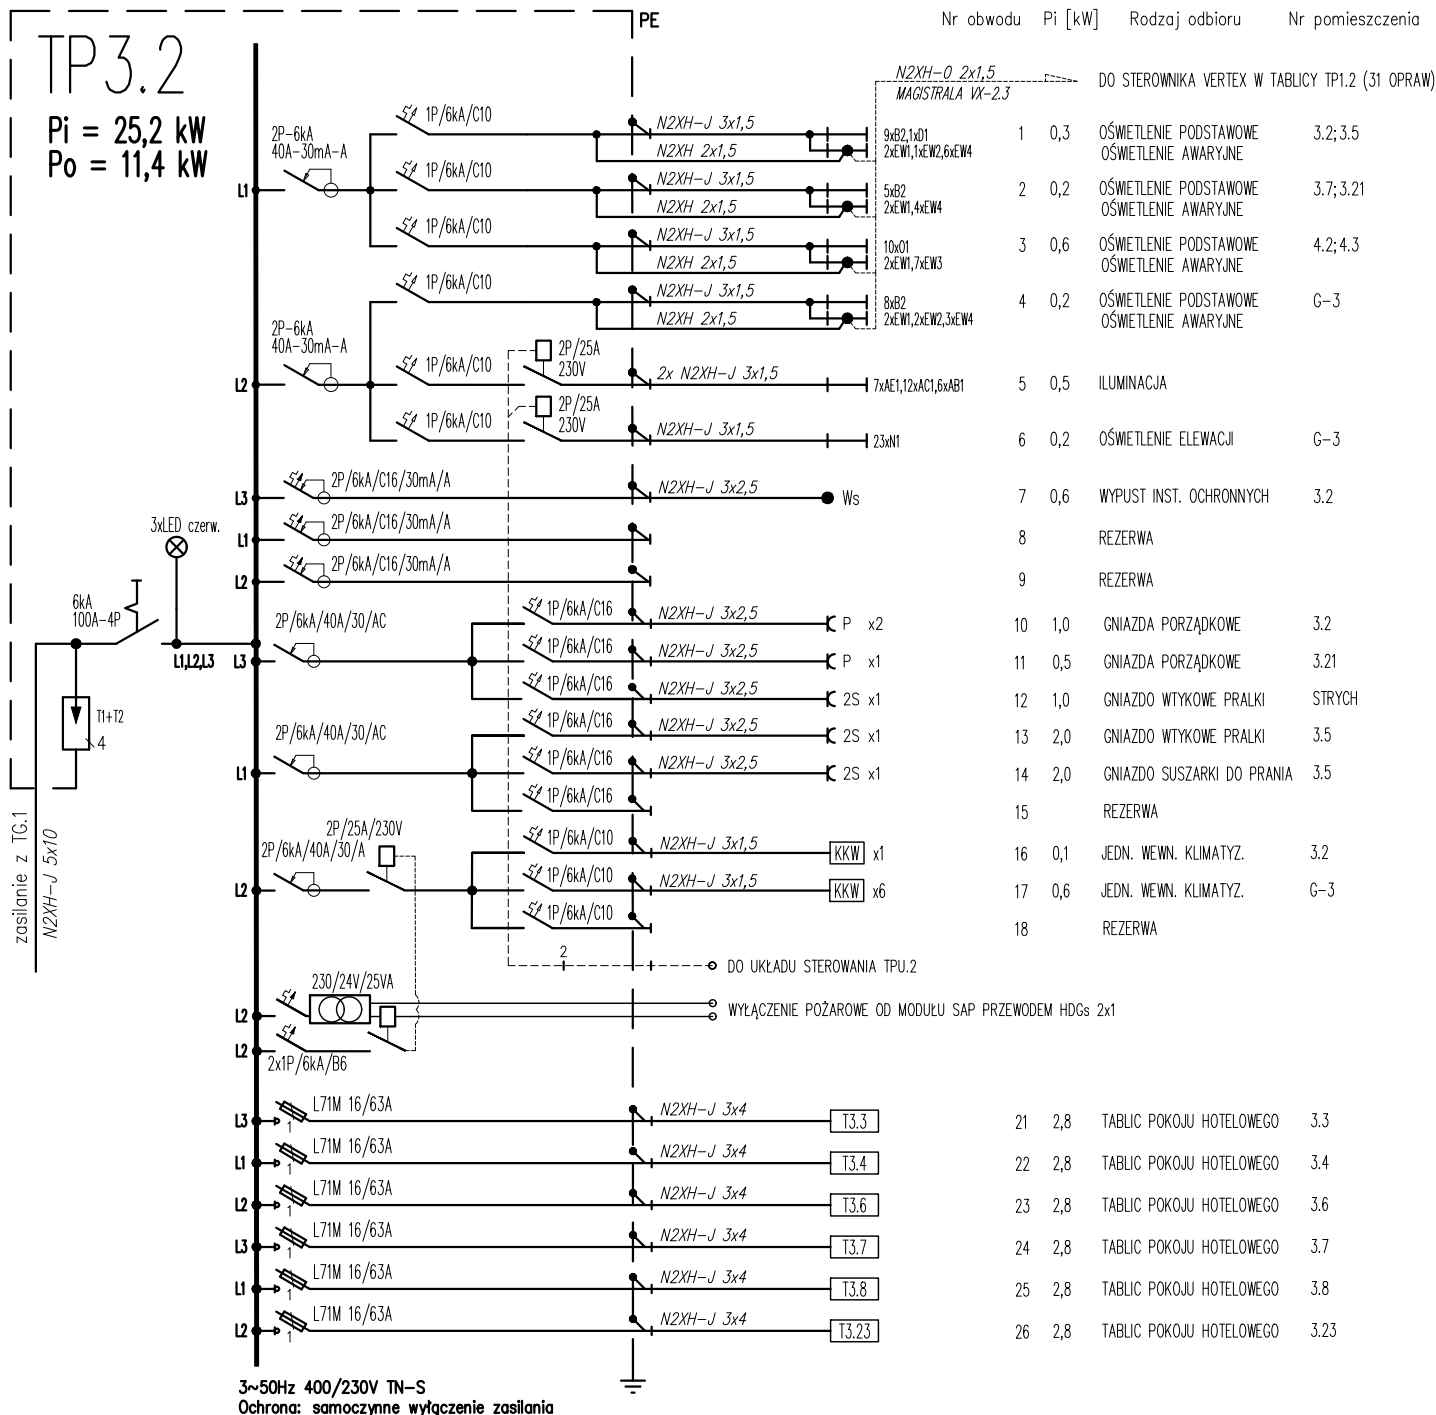 PE
Nr obwodu Pi [kW] Rodzaj odbioru Nr pomieszczenia
TP3.2
Pi = 25,2 kW
Po = 11,4 kW
N2XH-O 2x1,5
MAGISTRALA VX-2.3
DO STEROWNIKA VERTEX W TABLICY TP1.2 (31 OPRAW)
2P-6kA
40A-30mA-A
L1
1P/6kA/C10 N2XH-J 3x1,5 9xB2,1xD1 1 0,3 OŚWIETLENIE PODSTAWOWE 3.2;3.5
N2XH 2x1,5 2xEW1,1xEW2,6xEW4 OŚWIETLENIE AWARYJNE
1P/6kA/C10 N2XH-J 3x1,5 5xB2 2 0,2 OŚWIETLENIE PODSTAWOWE 3.7;3.21
N2XH 2x1,5 2xEW1,4xEW4 OŚWIETLENIE AWARYJNE
1P/6kA/C10 N2XH-J 3x1,5 10xO1 3 0,6 OŚWIETLENIE PODSTAWOWE 4.2;4.3
N2XH 2x1,5 2xEW1,7xEW3 OŚWIETLENIE AWARYJNE
1P/6kA/C10 N2XH-J 3x1,5 8xB2 4 0,2 OŚWIETLENIE PODSTAWOWE G-3
N2XH 2x1,5 2xEW1,2xEW2,3xEW4 OŚWIETLENIE AWARYJNE
2P-6kA
40A-30mA-A
L2
1P/6kA/C10 2P/25A
230V
2x N2XH-J 3x1,5 7xAE1,12xAC1,6xAB1 5 0,5 ILUMINACJA
1P/6kA/C10 2P/25A
230V
N2XH-J 3x1,5 23xN1 6 0,2 OŚWIETLENIE ELEWACJI G-3
L3 2P/6kA/C16/30mA/A N2XH-J 3x2,5 Ws 7 0,6 WYPUST INST. OCHRONNYCH 3.2
L1 2P/6kA/C16/30mA/A 8 REZERWA
L2 2P/6kA/C16/30mA/A 9 REZERWA
3xLED czerw.
6kA
100A-4P
L1,L2,L3
T1+T2
4
zasilanie z TG.1
N2XH-J 5x10
L3 2P/6kA/40A/30/AC
1P/6kA/C16 N2XH-J 3x2,5 P x2 10 1,0 GNIAZDA PORZĄDKOWE 3.2
1P/6kA/C16 N2XH-J 3x2,5 P x1 11 0,5 GNIAZDA PORZĄDKOWE 3.21
1P/6kA/C16 N2XH-J 3x2,5 2S x1 12 1,0 GNIAZDO WTYKOWE PRALKI STRYCH
L1 2P/6kA/40A/30/AC
1P/6kA/C16 N2XH-J 3x2,5 2S x1 13 2,0 GNIAZDO WTYKOWE PRALKI 3.5
1P/6kA/C16 N2XH-J 3x2,5 2S x1 14 2,0 GNIAZDO SUSZARKI DO PRANIA 3.5
1P/6kA/C16 15 REZERWA
2P/25A/230V
L2 2P/6kA/40A/30/A
1P/6kA/C10 N2XH-J 3x1,5 KKW x1 16 0,1 JEDN. WEWN. KLIMATYZ. 3.2
1P/6kA/C10 N2XH-J 3x1,5 KKW x6 17 0,6 JEDN. WEWN. KLIMATYZ. G-3
1P/6kA/C10 18 REZERWA
2 DO UKŁADU STEROWANIA TPU.2
L2 230/24V/25VA WYŁĄCZENIE POŻAROWE OD MODUŁU SAP PRZEWODEM HDGs 2x1
L2 2x1P/6kA/B6
L3 1 L71M 16/63A N2XH-J 3x4 T3.3 21 2,8 TABLIC POKOJU HOTELOWEGO 3.3
L1 1 L71M 16/63A N2XH-J 3x4 T3.4 22 2,8 TABLIC POKOJU HOTELOWEGO 3.4
L2 1 L71M 16/63A N2XH-J 3x4 T3.6 23 2,8 TABLIC POKOJU HOTELOWEGO 3.6
L3 1 L71M 16/63A N2XH-J 3x4 T3.7 24 2,8 TABLIC POKOJU HOTELOWEGO 3.7
L1 1 L71M 16/63A N2XH-J 3x4 T3.8 25 2,8 TABLIC POKOJU HOTELOWEGO 3.8
L2 1 L71M 16/63A N2XH-J 3x4 T3.23 26 2,8 TABLIC POKOJU HOTELOWEGO 3.23
3~50Hz 400/230V TN-S
Ochrona: samoczynne wyłączenie zasilania